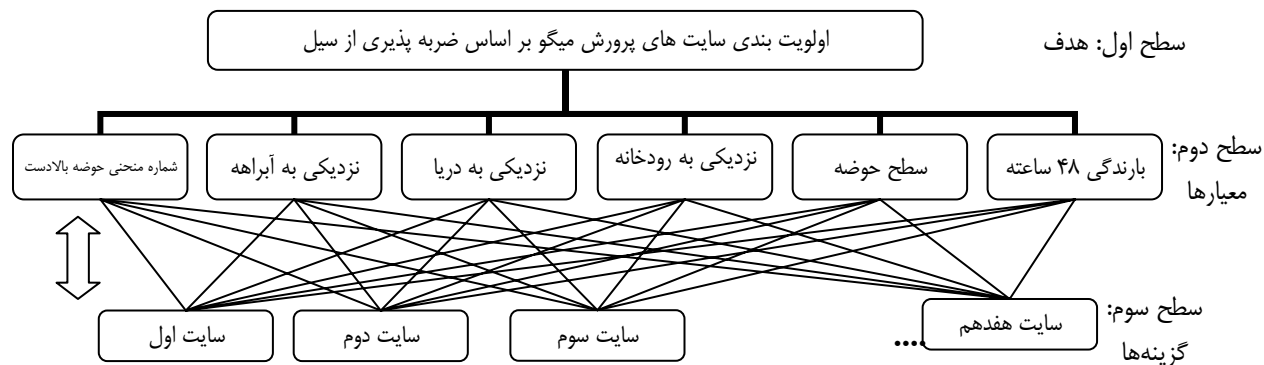 سطح اول: هدف
اولویت بندی سایت های پرورش میگو بر اساس ضربه پذیری از سیل
سطح دوم:
معیارها
بارندگی ۴۸ ساعته
سطح حوضه
نزدیکی به رودخانه
نزدیکی به دریا
نزدیکی به آبراهه
شماره منحنی حوضه بالادست
سطح سوم:
گزینه‌ها
سایت هفدهم
....
سایت سوم
سایت دوم
سایت اول